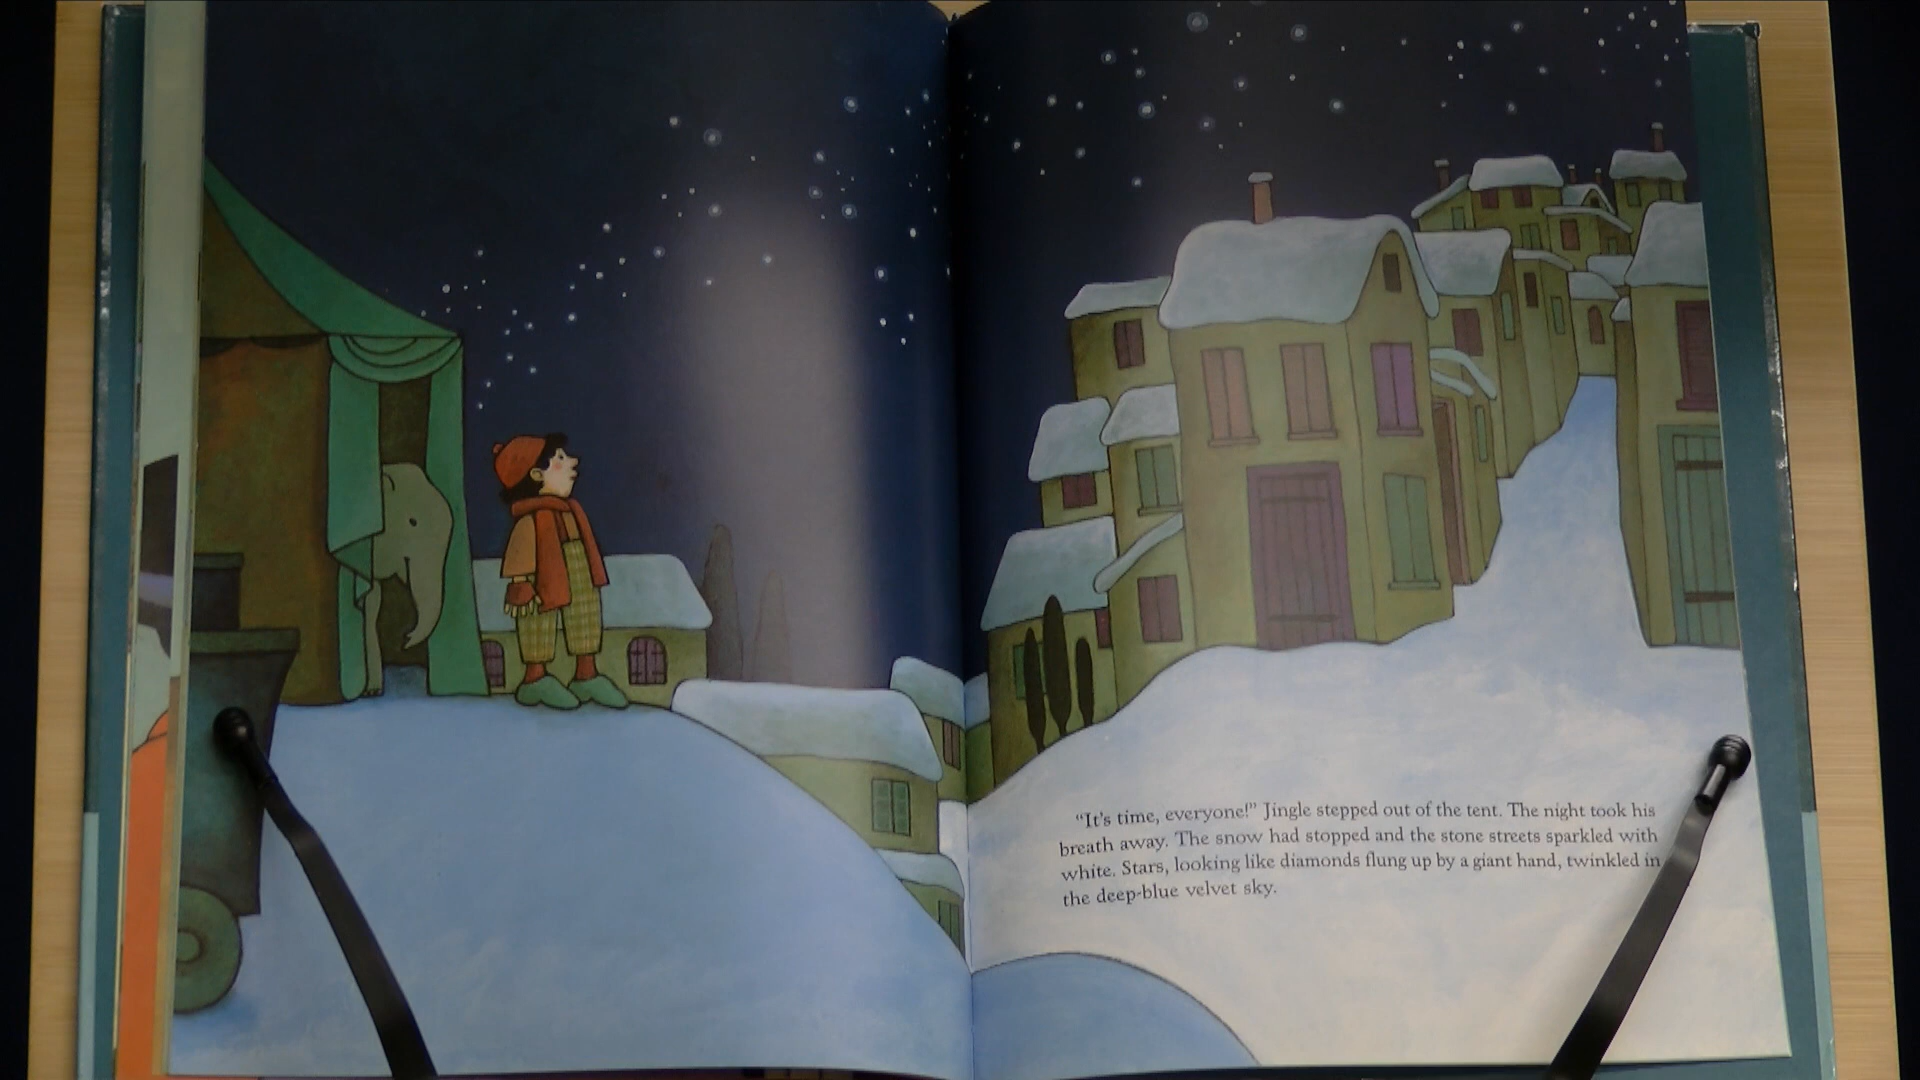 “It’s time, everyone!” Jingle stepped out of the tent. The night took his
breath away. The snow had stopped and the stone streets sparkled with
white. Stars, looking like diamonds flung up by a giant hand, twinkled in
the deep-blue velvet sky.